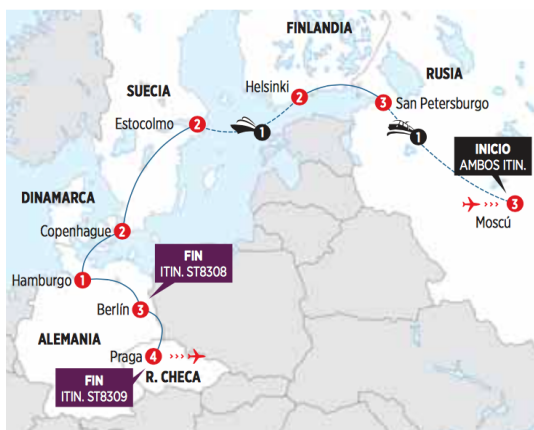 FINLANDIA
RUSIA
Helsinki
2
3
San Petersburgo
SUECIA
Estocolmo
2
1
1
INICIO
AMBOS ITIN.
3
Moscú
DINAMARCA
Copenhague
2
FIN
ITIN. ST8308
Hamburgo
1
Berlín
3
ALEMANIA
Praga
4
R. CHECA
FIN
ITIN. ST8309